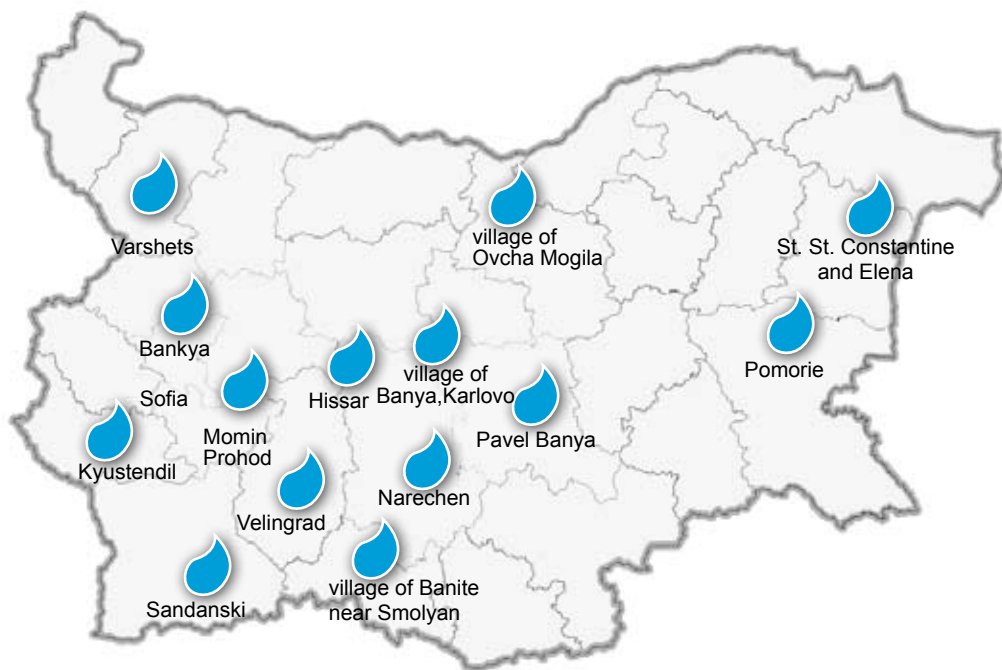 Varshets
village of
Ovcha Mogila
St. St. Constantine
and Elena
Bankya
Sofia
Hissar
village of
Banya,Karlovo
Pomorie
Kyustendil
Momin
Prohod
Pavel Banya
Velingrad
Narechen
Sandanski
village of Banite
near Smolyan